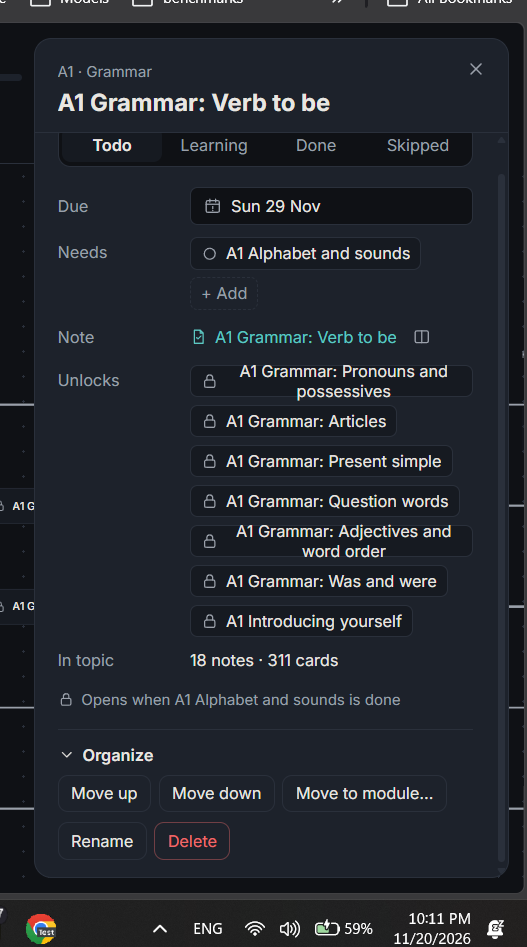 Models
benchmarks
»
All Bookmarks
A1 · Grammar
A1 Grammar: Verb to be
Todo
Learning
Done
Skipped
Due
Sun 29 Nov
Needs
A1 Alphabet and sounds
+ Add
Note
A1 Grammar: Verb to be
Unlocks
A1 Grammar: Pronouns and
possessives
A1 Grammar: Articles
A1 Grammar: Present simple
A1 Grammar: Question words
A1 G
A1 Grammar: Adjectives and
word order
A1 Grammar: Was and were
A1 G
A1 Introducing yourself
In topic
18 notes · 311 cards
Opens when A1 Alphabet and sounds is done
Organize
Move up
Move down
Move to module...
Rename
Delete
Test
ENG
59%
10:11 PM
11/20/2026